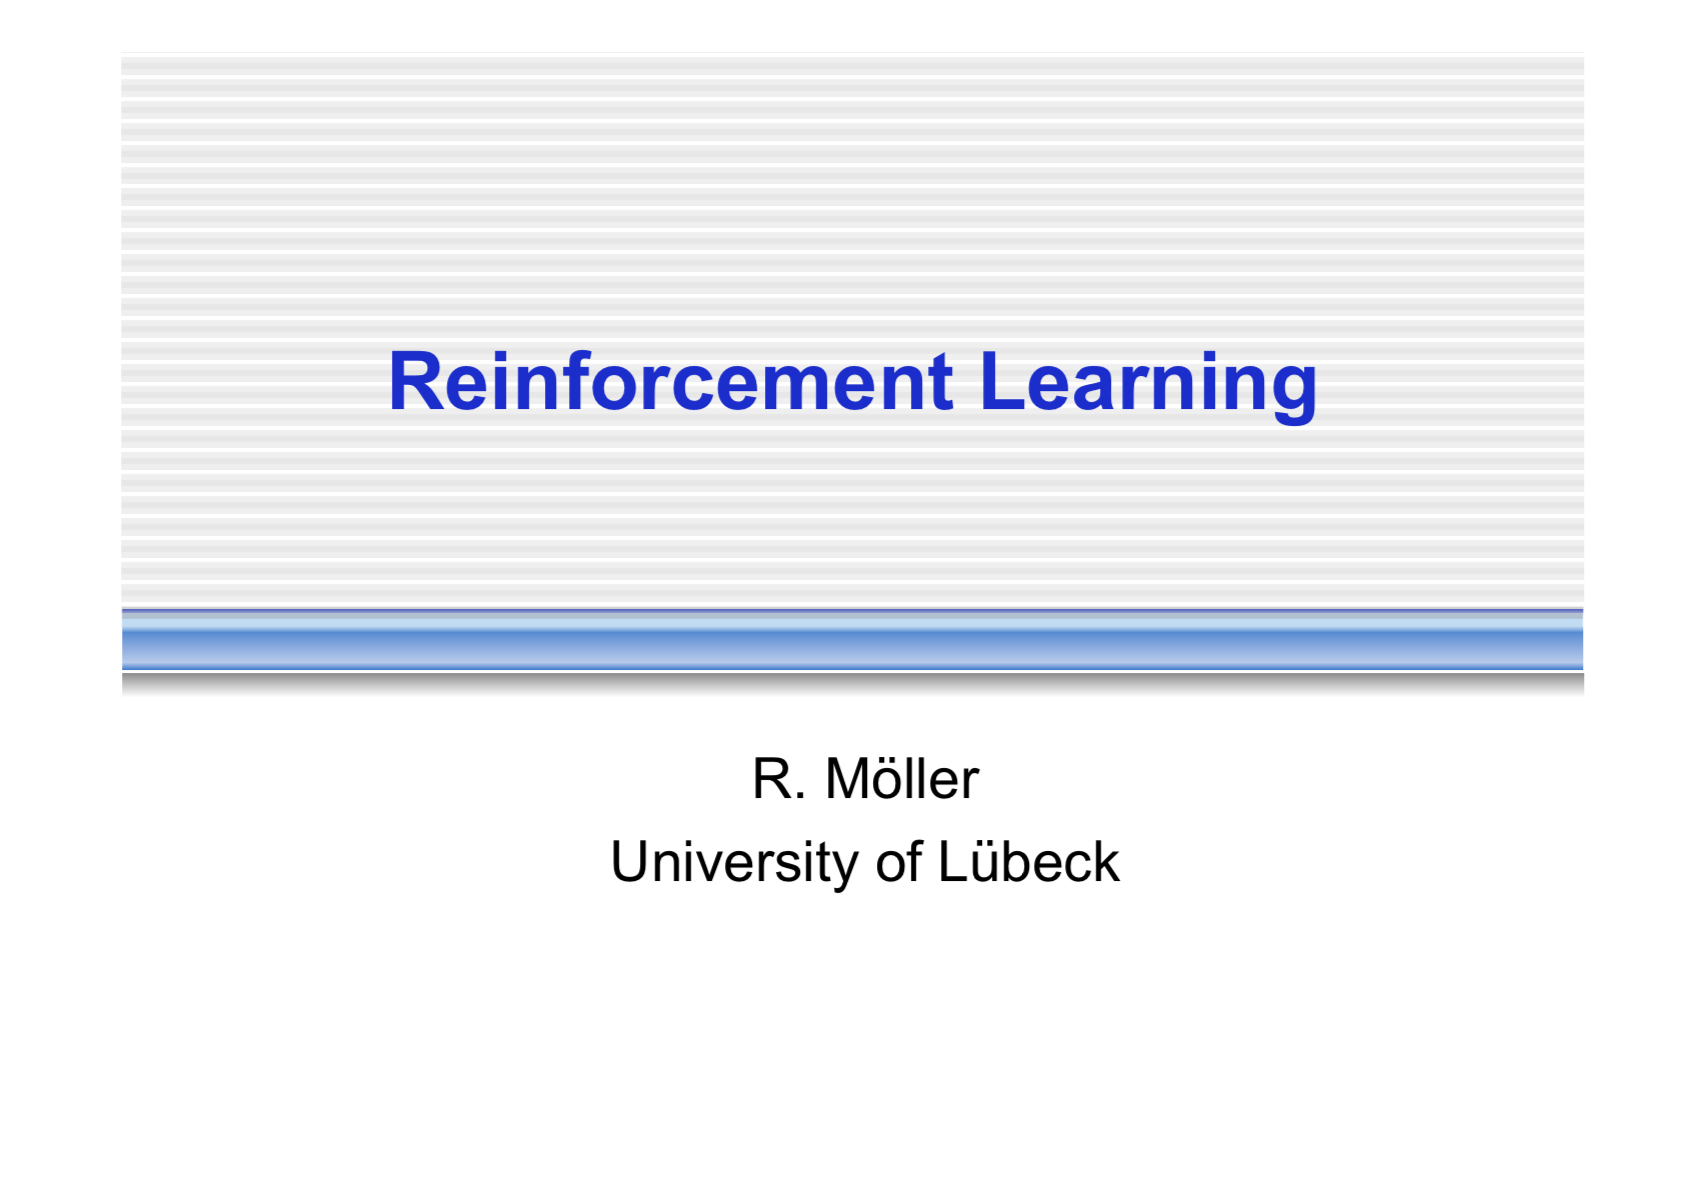 Reinforcement Learning
R. Möller
University of Lübeck